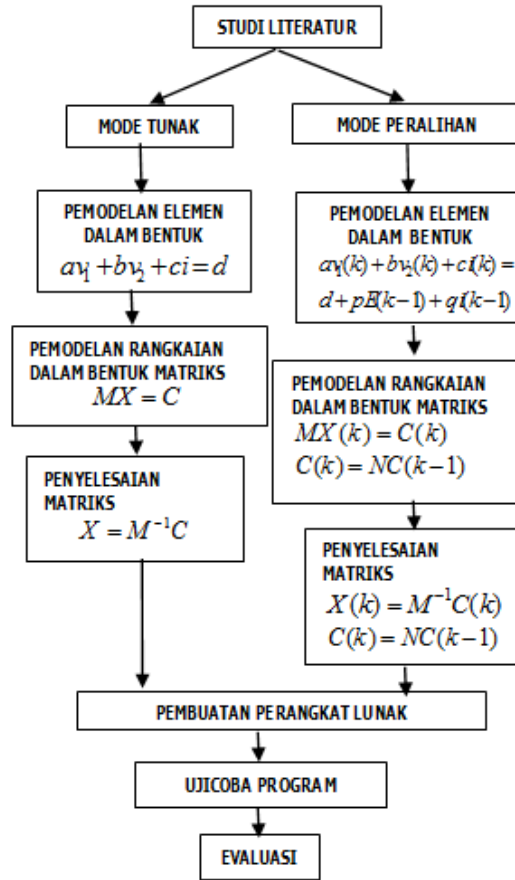 STUDI LITERATUR
MODE TUNAK
PEMODELAN ELEMEN
DALAM BENTUK
av₁ + bv₂ + ci = d
PEMODELAN RANGKAIAN
DALAM BENTUK MATRIKS
MX = C
PENYELESAIAN
MATRIKS
X = M⁻¹C
MODE PERALIHAN
PEMODELAN ELEMEN
DALAM BENTUK
av₁(k) + bv₂(k) + ci(k) =
d + pE(k−1) + qi(k−1)
PEMODELAN RANGKAIAN
DALAM BENTUK MATRIKS
MX(k) = C(k)
C(k) = NC(k−1)
PENYELESAIAN
MATRIKS
X(k) = M⁻¹C(k)
C(k) = NC(k−1)
PEMBUATAN PERANGKAT LUNAK
UJICOBA PROGRAM
EVALUASI